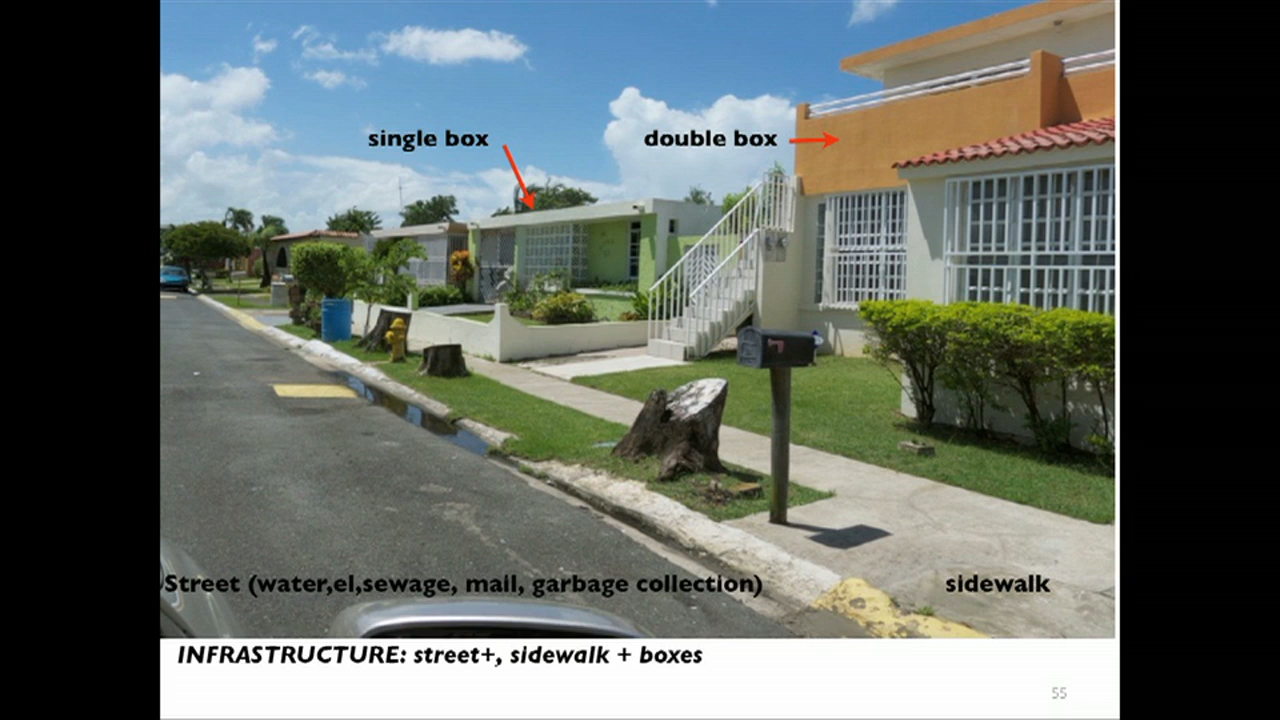 single box
double box
Street (water,el,sewage, mail, garbage collection)
sidewalk
INFRASTRUCTURE: street+, sidewalk + boxes
55